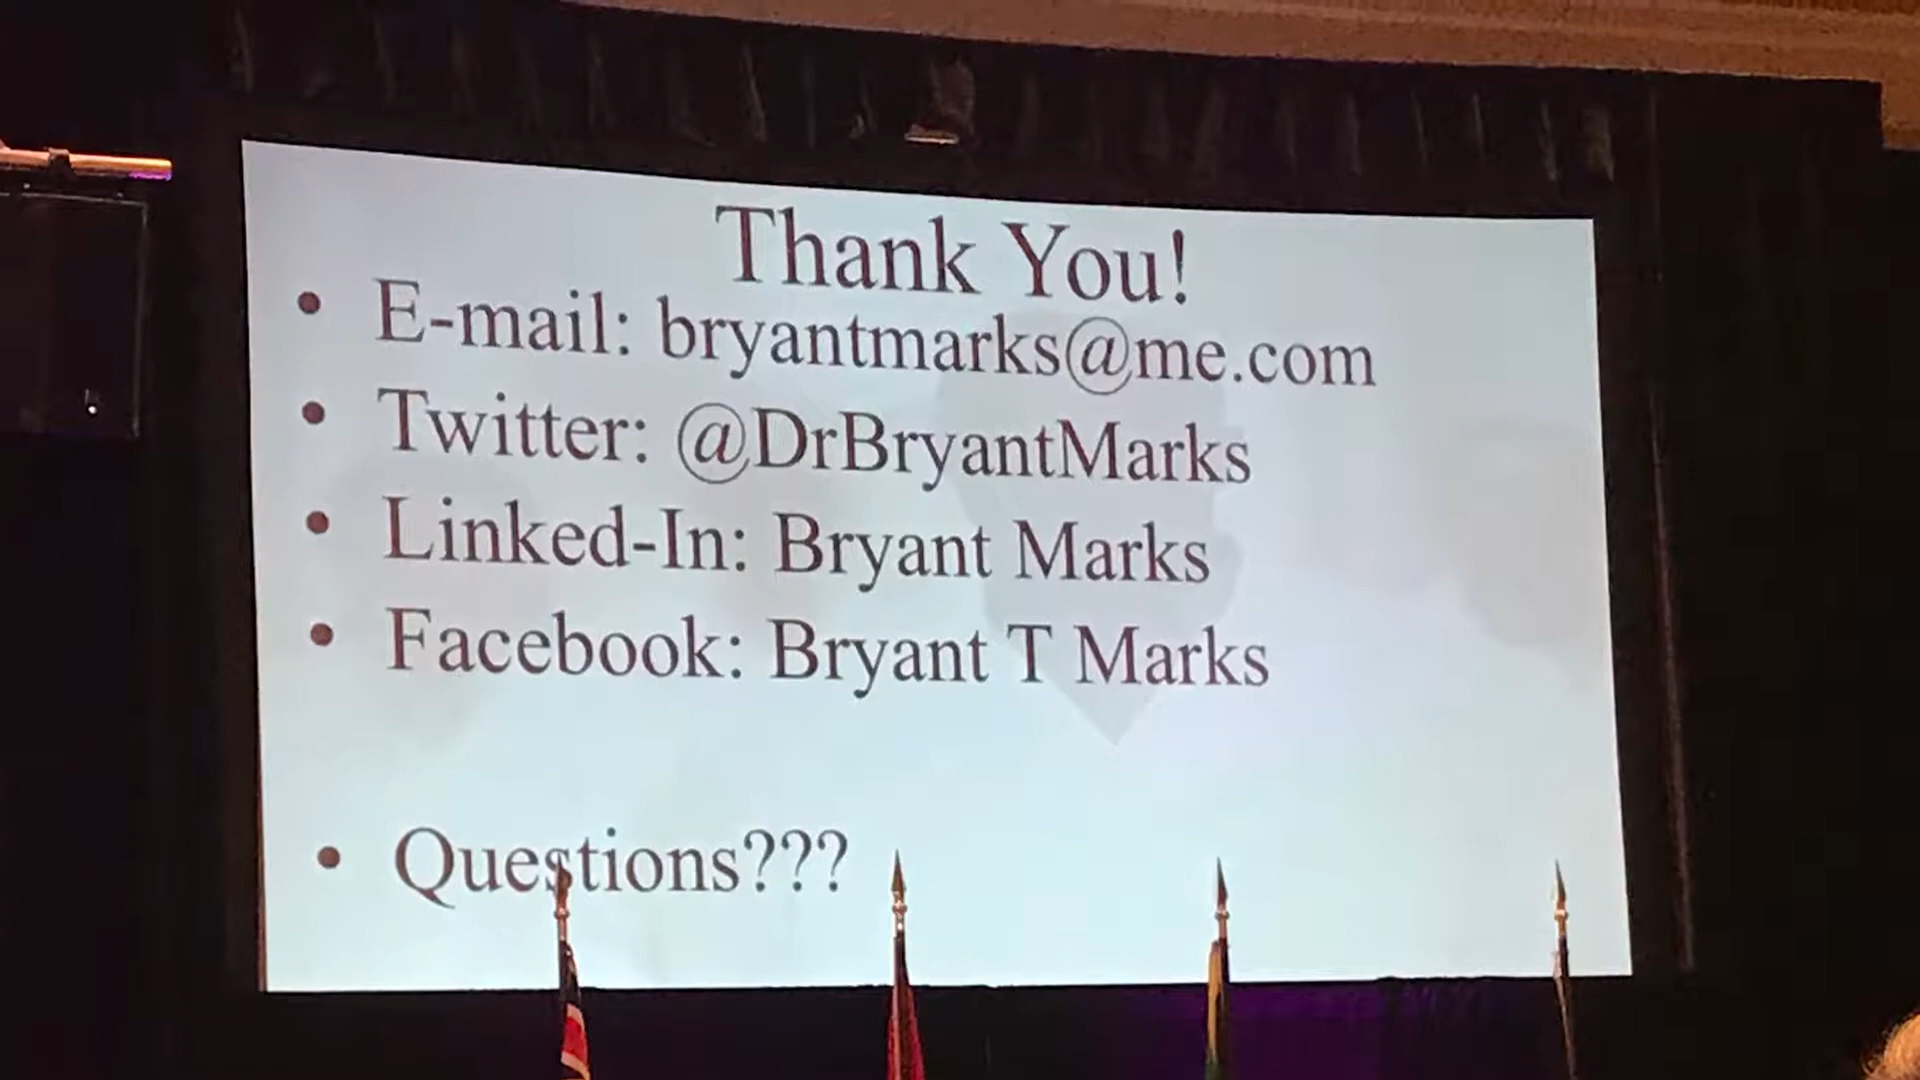 Thank You!
• E-mail: bryantmarks@me.com
• Twitter: @DrBryantMarks
• Linked-In: Bryant Marks
• Facebook: Bryant T Marks
• Questions???